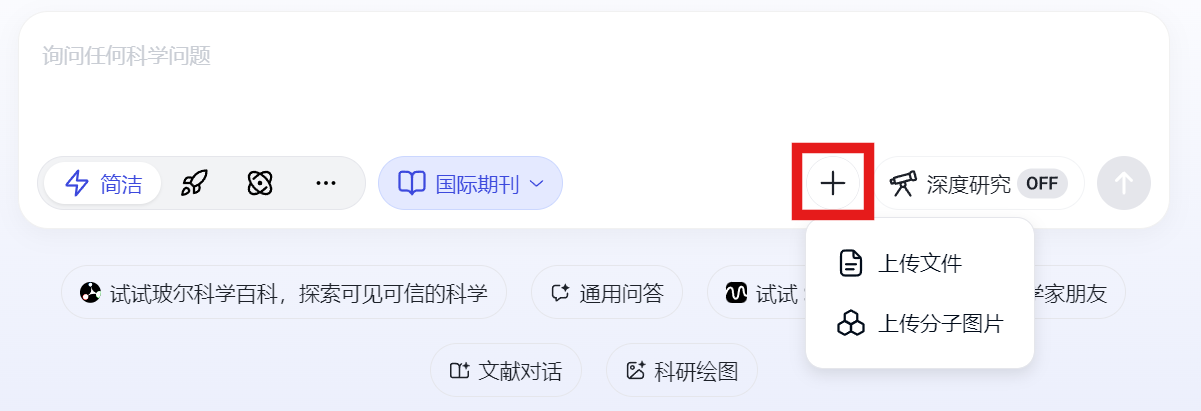 询问任何科学问题
简洁 国际期刊 深度研究 OFF
上传文件
试试玻尔科学百科，探索可见可信的科学 通用问答 试试 学家朋友
上传分子图片
文献对话 科研绘图